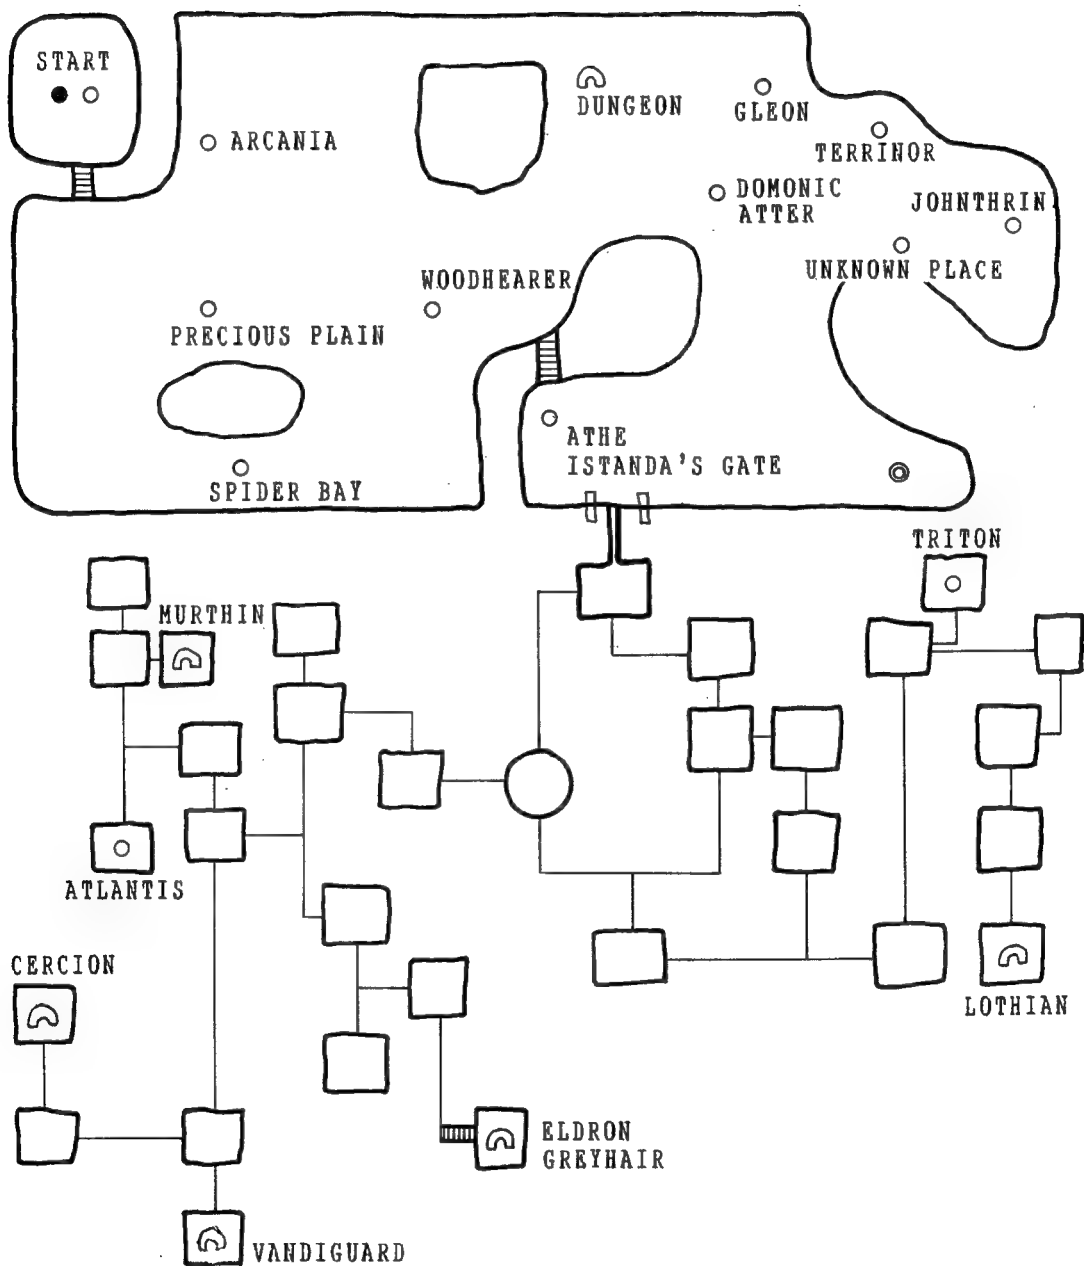 START
DUNGEON
GLEON
ARCANIA
TERRINOR
DOMONIC
ATTER
JOHNTHRIN
UNKNOWN PLACE
WOODHEARER
PRECIOUS PLAIN
ATHE
ISTANDA'S GATE
SPIDER BAY
TRITON
MURTHIN
ATLANTIS
CERCION
LOTHIAN
ELDRON
GREYHAIR
VANDIGUARD